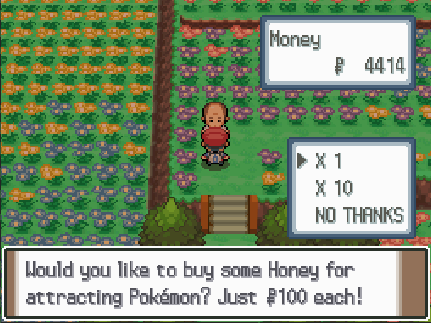 Money
₽ 4414
X 1
X 10
NO THANKS
Would you like to buy some Honey for
attracting Pokémon? Just ₽100 each!